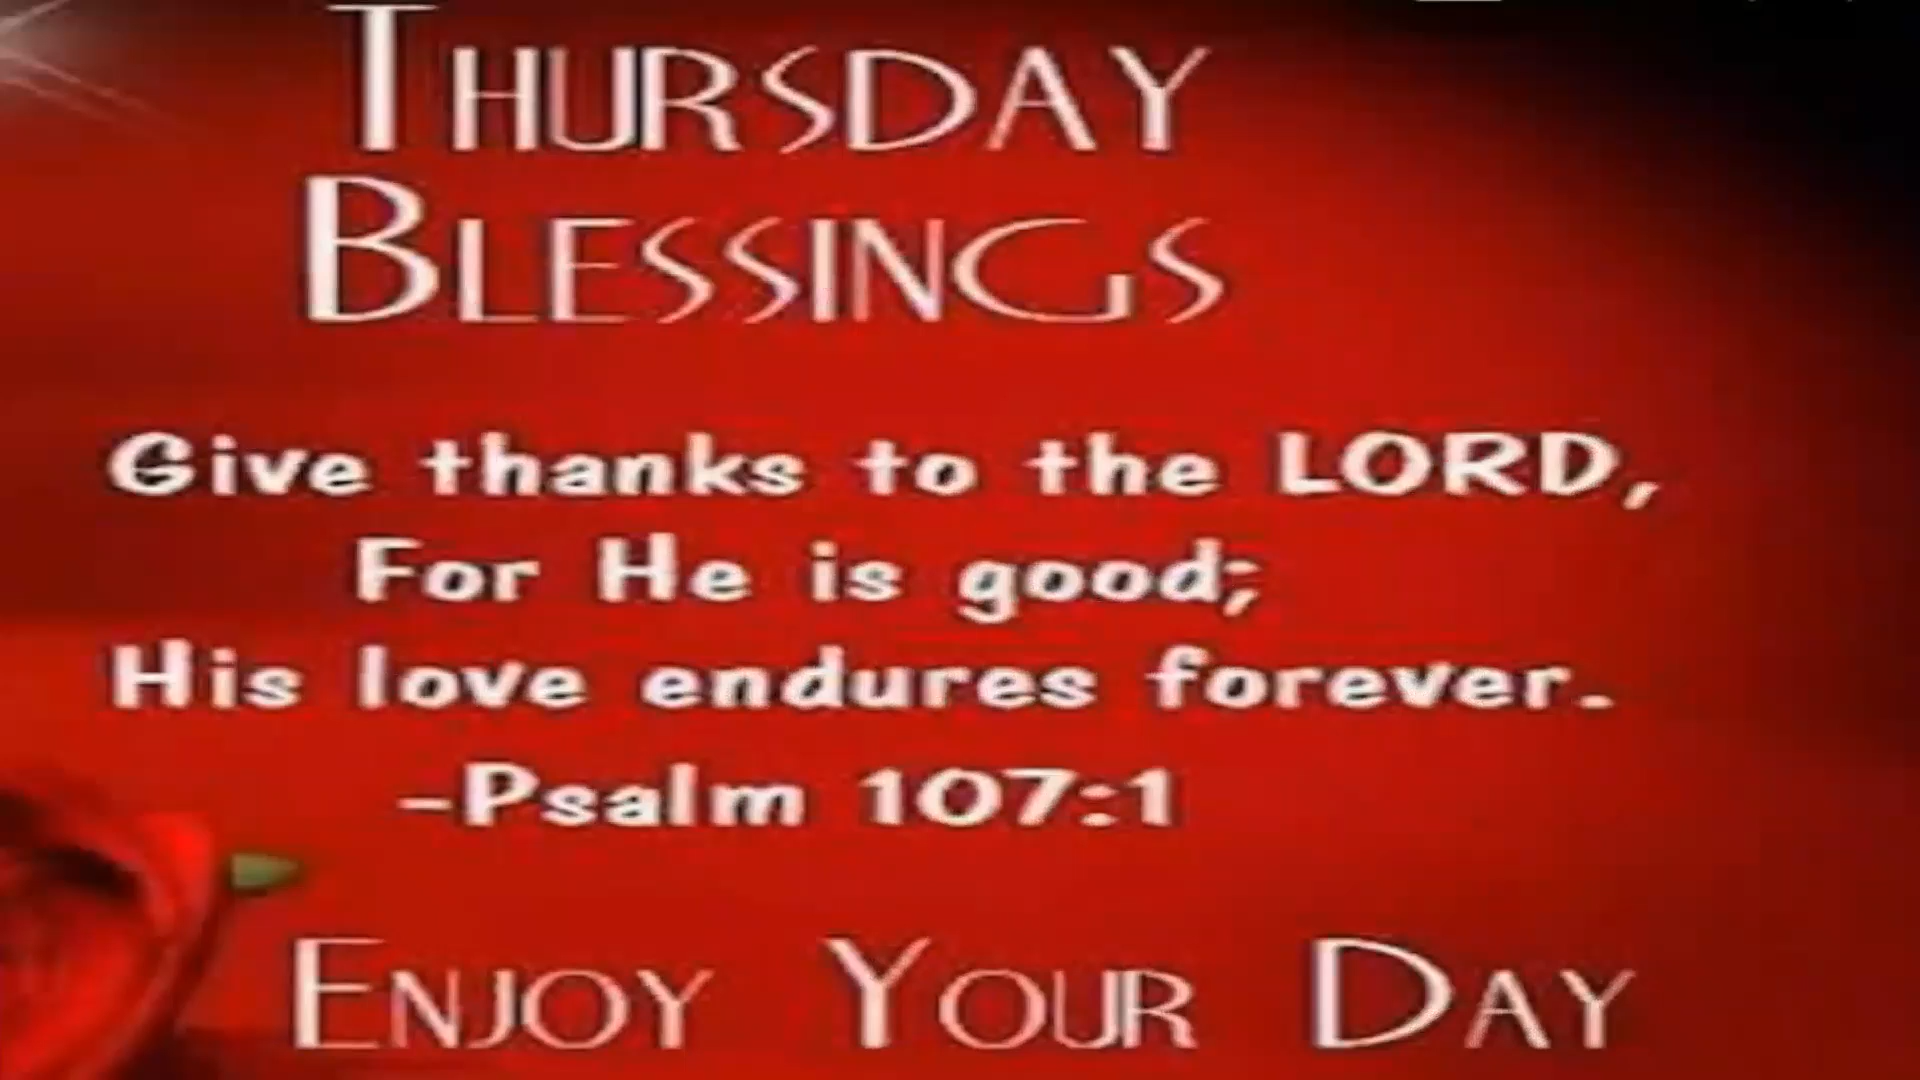 THURSDAY
BLESSINGS
Give thanks to the LORD,
For He is good;
His love endures forever.
-Psalm 107:1
ENJOY YOUR DAY